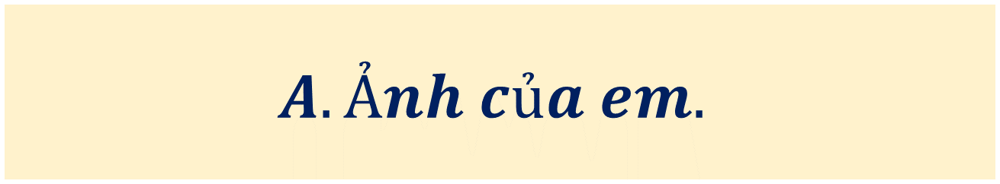 A. Ảnh của em.